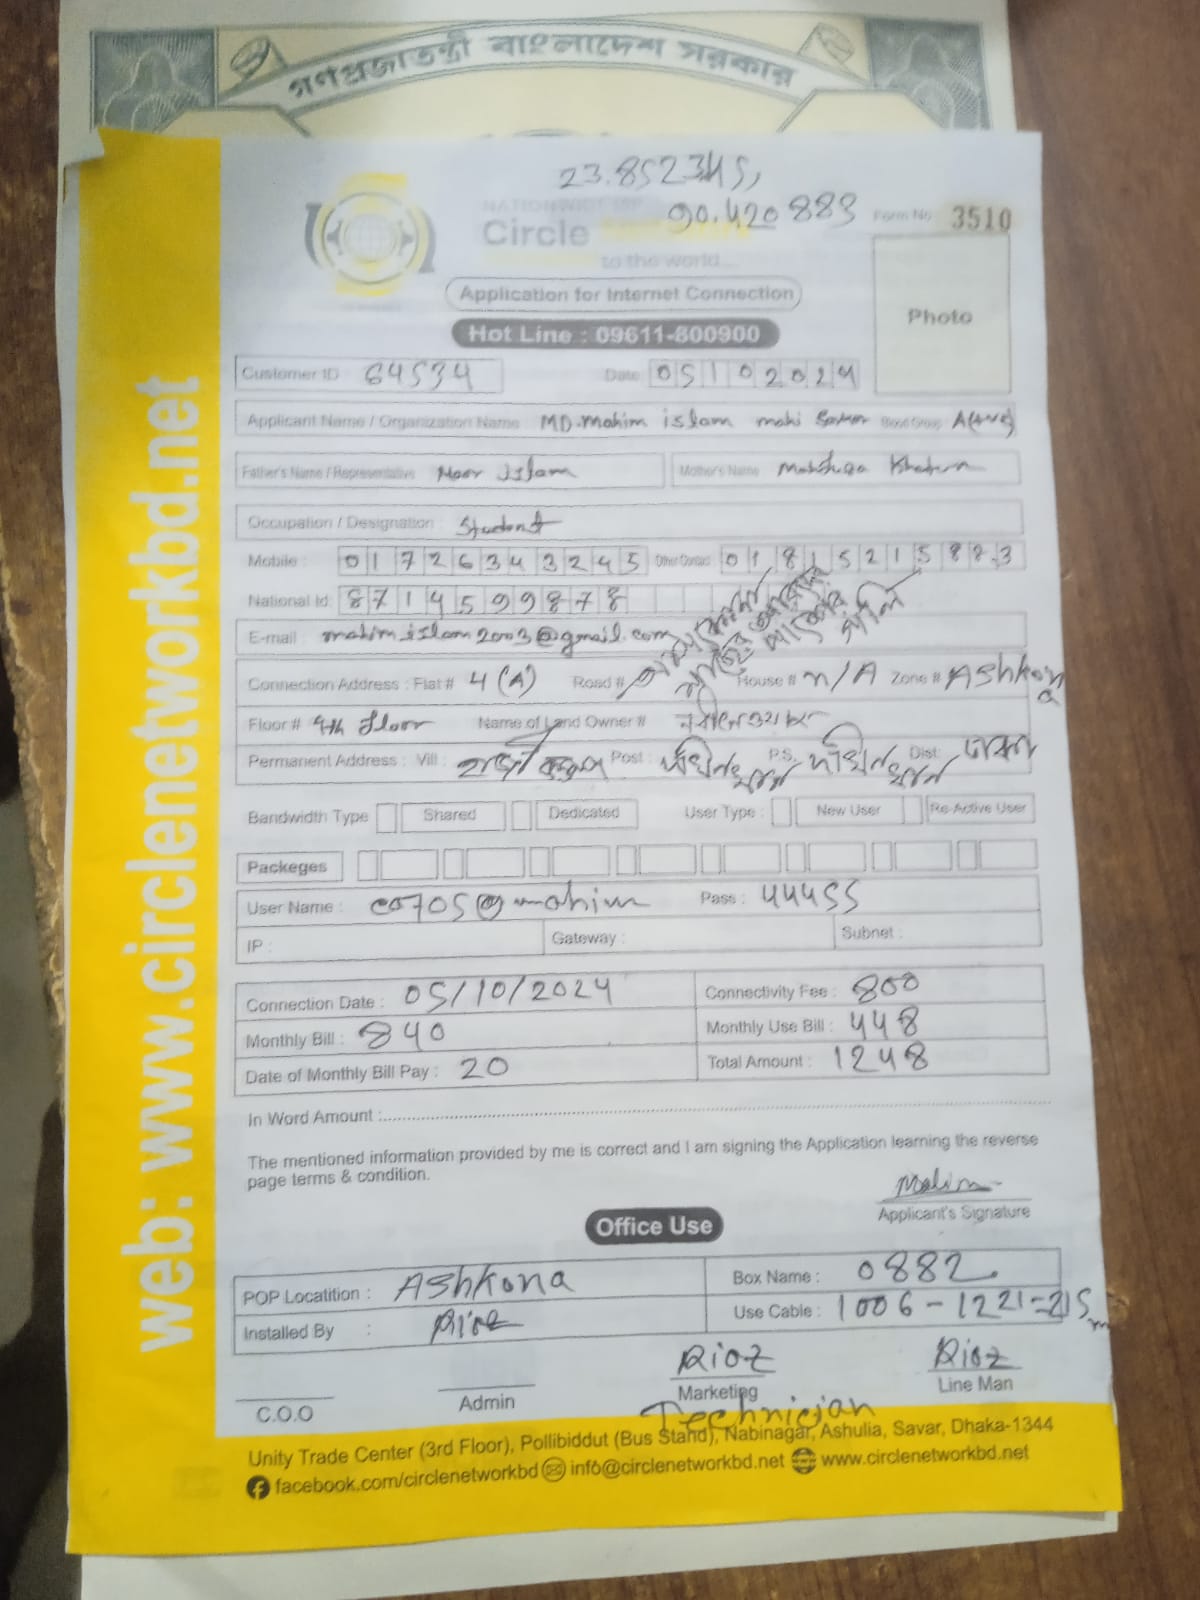 গণপ্রজাতন্ত্রী বাংলাদেশ সরকার
23.852345,
90.420883
Form No 3510
NATIONWIDE ISP
Circle
to the world...
Photo
Application for Internet Connection
Hot Line : 09611-800900
Customer ID 64534 Date 05102024
Applicant Name / Organization Name MD.Mahim islam mahi Blood Group
Father's Name / Representative Noor Islam Mother's Name Khatun
Occupation / Designation : Student
Mobile : 01726343245 Other Contact 01815215883
National Id: 8714599878
E-mail mahimislam2003@gmail.com
Connection Address : Flat# 4(A) Road # House # n/A Zone # Ashkona
Floor # 4th Floor Name of Land Owner #
Permanent Address : Vill : Post : P.S. Dist: ঢাকা
Bandwidth Type Shared Dedicated User Type : New User Re-Active User
Packeges
User Name : Pass : 44455
IP : Gateway : Subnet :
Connection Date : 05/10/2024 Connectivity Fee : 800
Monthly Bill : 840 Monthly Use Bill : 448
Date of Monthly Bill Pay : 20 Total Amount : 1248
In Word Amount :
The mentioned information provided by me is correct and I am signing the Application learning the reverse
page terms & condition.
Mahim
Applicant's Signature
Office Use
POP Locatition : Ashkona Box Name : 0882
Installed By : Use Cable : 1006-1221=215m
Rioz Rioz
C.O.O Admin Marketing Line Man
Technician
Unity Trade Center (3rd Floor), Pollibiddut (Bus Stand), Nabinagar, Ashulia, Savar, Dhaka-1344
facebook.com/circlenetworkbd info@circlenetworkbd.net www.circlenetworkbd.net
web: www.circlenetworkbd.net